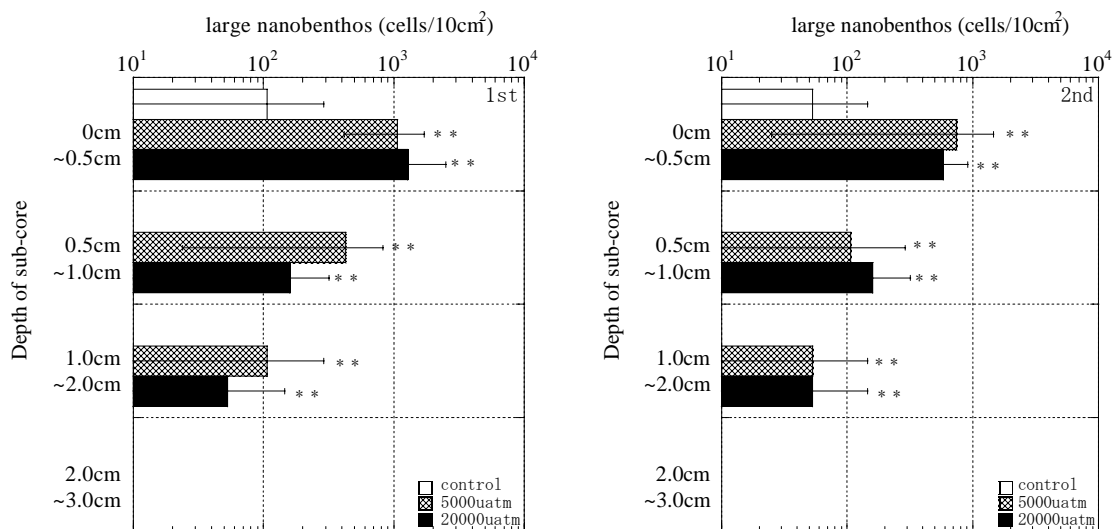 large nanobenthos (cells/10cm²)
10¹ 10² 10³ 10⁴
1st
Depth of sub-core
0cm
~0.5cm
* *
* *
0.5cm
~1.0cm
* *
* *
1.0cm
~2.0cm
* *
* *
2.0cm
~3.0cm
control
5000uatm
20000uatm
large nanobenthos (cells/10cm²)
10¹ 10² 10³ 10⁴
2nd
Depth of sub-core
0cm
~0.5cm
* *
* *
0.5cm
~1.0cm
* *
* *
1.0cm
~2.0cm
* *
* *
2.0cm
~3.0cm
control
5000uatm
20000uatm